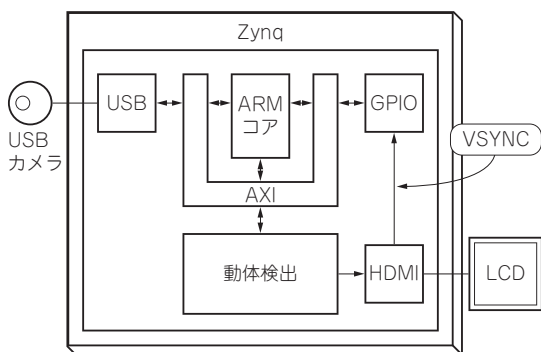 Zynq
USB
ARM
コア
GPIO
USB
カメラ
VSYNC
AXI
動体検出
HDMI
LCD